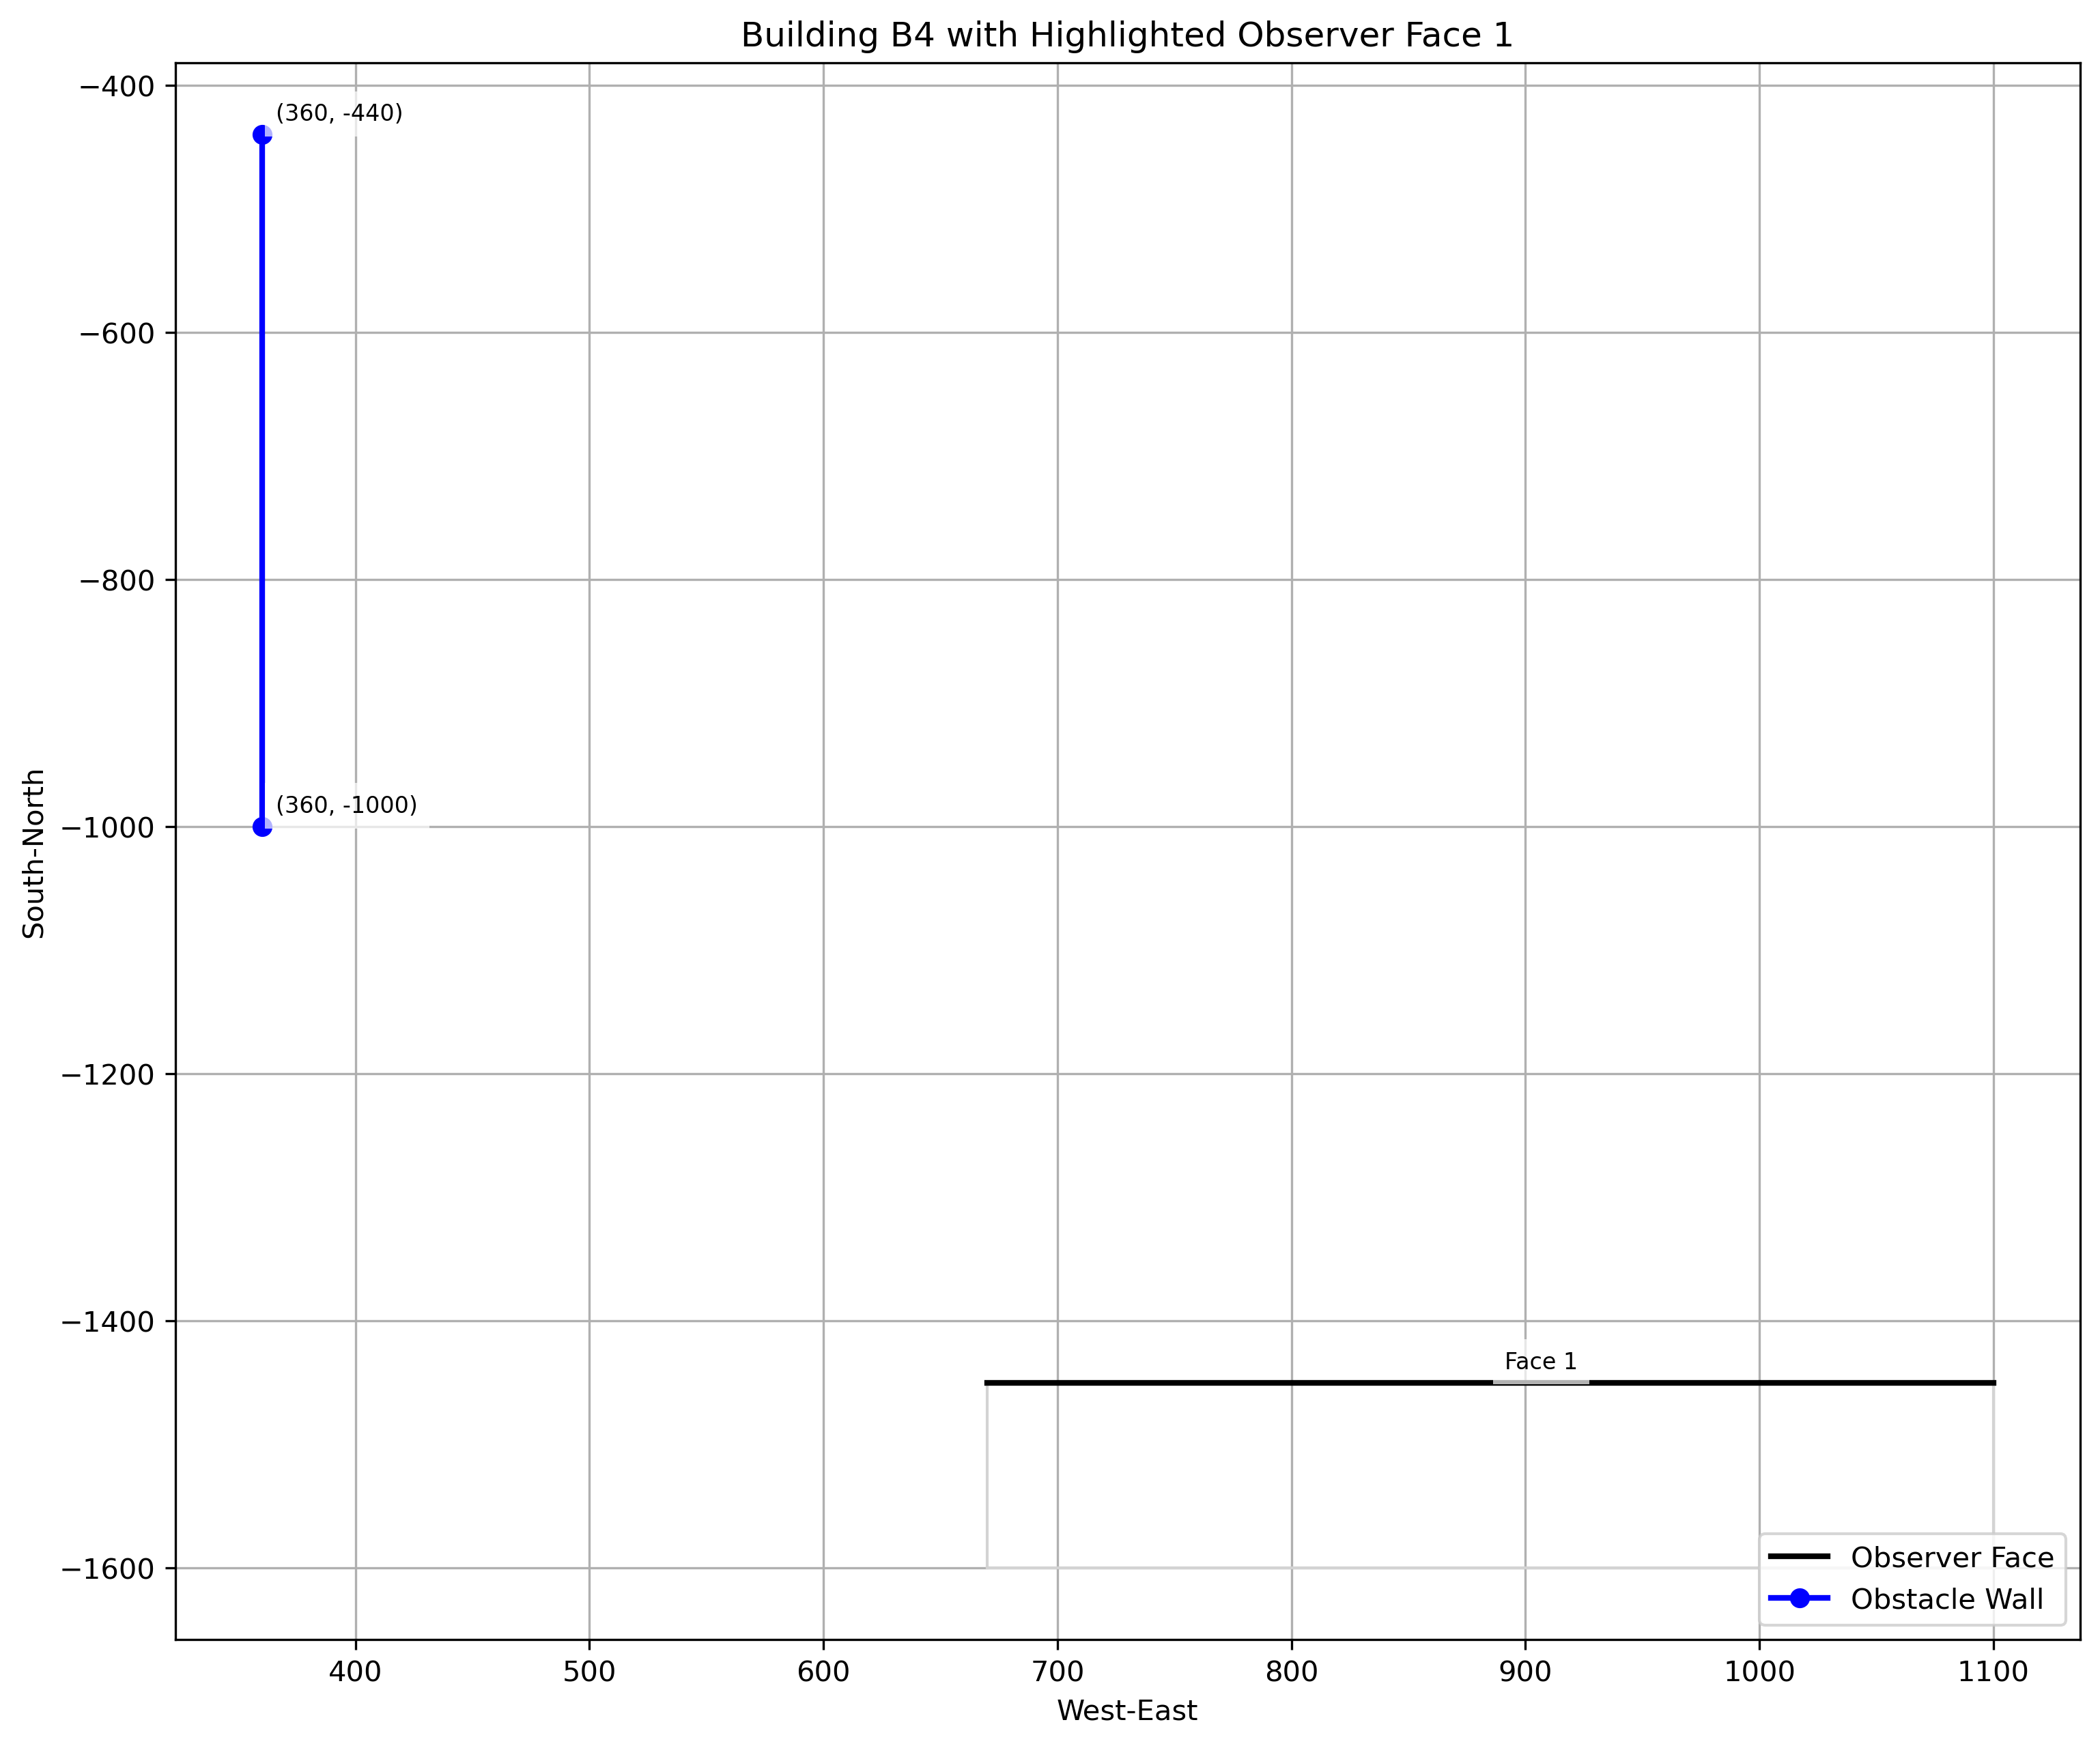 Building B4 with Highlighted Observer Face 1
−400
(360, -440)
−600
−800
(360, -1000)
−1000
South-North
−1200
−1400
Face 1
−1600
Observer Face
Obstacle Wall
400
500
600
700
800
900
1000
1100
West-East